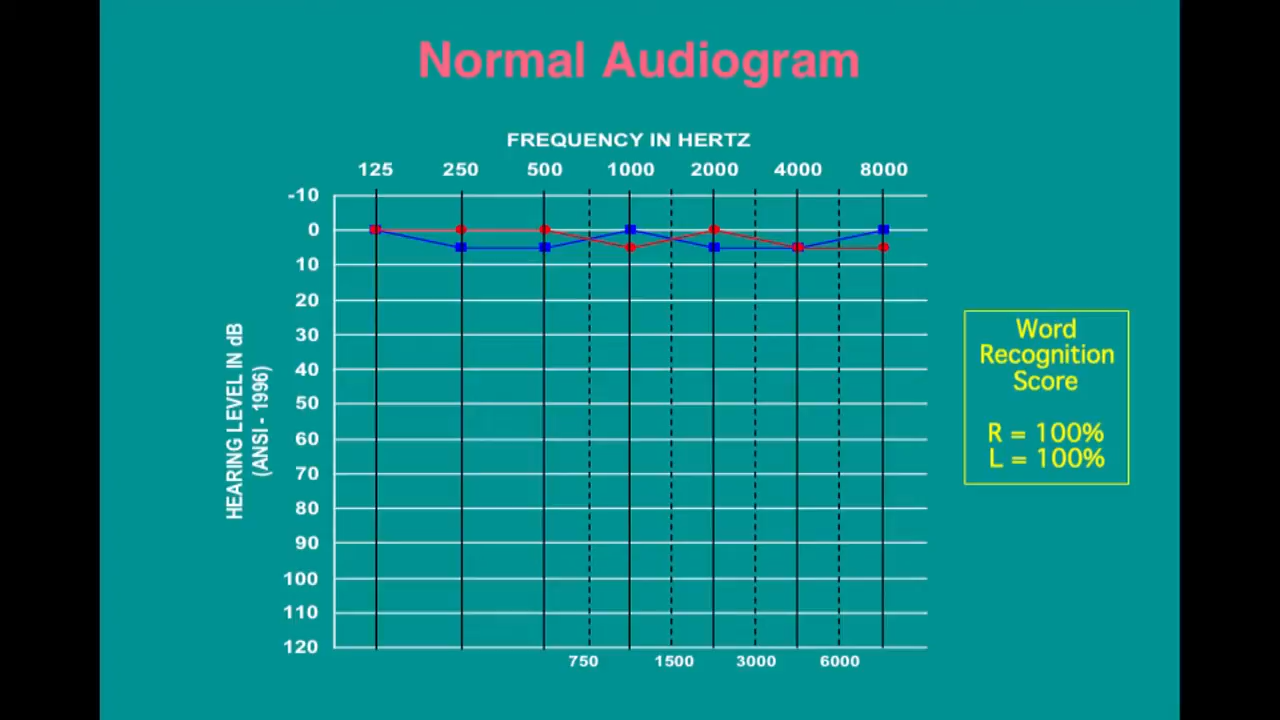 Normal Audiogram
FREQUENCY IN HERTZ
125 250 500 1000 2000 4000 8000
-10
0
10
20
30
40
50
60
70
80
90
100
110
120
HEARING LEVEL IN dB
(ANSI - 1996)
750 1500 3000 6000
Word
Recognition
Score
R = 100%
L = 100%